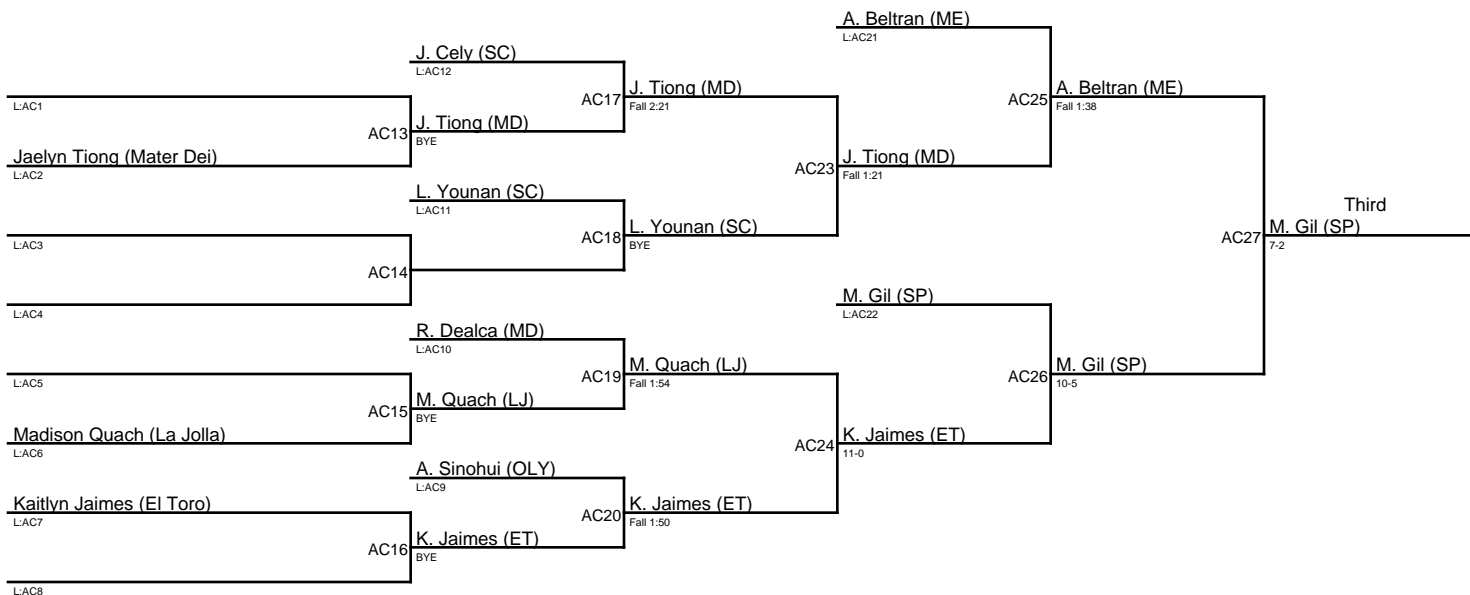 A. Beltran (ME)
L:AC21
J. Cely (SC)
L:AC12
AC17
J. Tiong (MD)
Fall 2:21
AC25
A. Beltran (ME)
Fall 1:38
L:AC1
AC13
J. Tiong (MD)
BYE
Jaelyn Tiong (Mater Dei)
L:AC2
AC23
J. Tiong (MD)
Fall 1:21
L. Younan (SC)
L:AC11
Third
L:AC3
AC18
L. Younan (SC)
BYE
AC27
M. Gil (SP)
7-2
AC14
L:AC4
M. Gil (SP)
L:AC22
R. Dealca (MD)
L:AC10
L:AC5
AC19
M. Quach (LJ)
Fall 1:54
AC26
M. Gil (SP)
10-5
AC15
M. Quach (LJ)
BYE
Madison Quach (La Jolla)
L:AC6
AC24
K. Jaimes (ET)
11-0
A. Sinohui (OLY)
L:AC9
Kaitlyn Jaimes (El Toro)
L:AC7
AC20
K. Jaimes (ET)
Fall 1:50
AC16
K. Jaimes (ET)
BYE
L:AC8